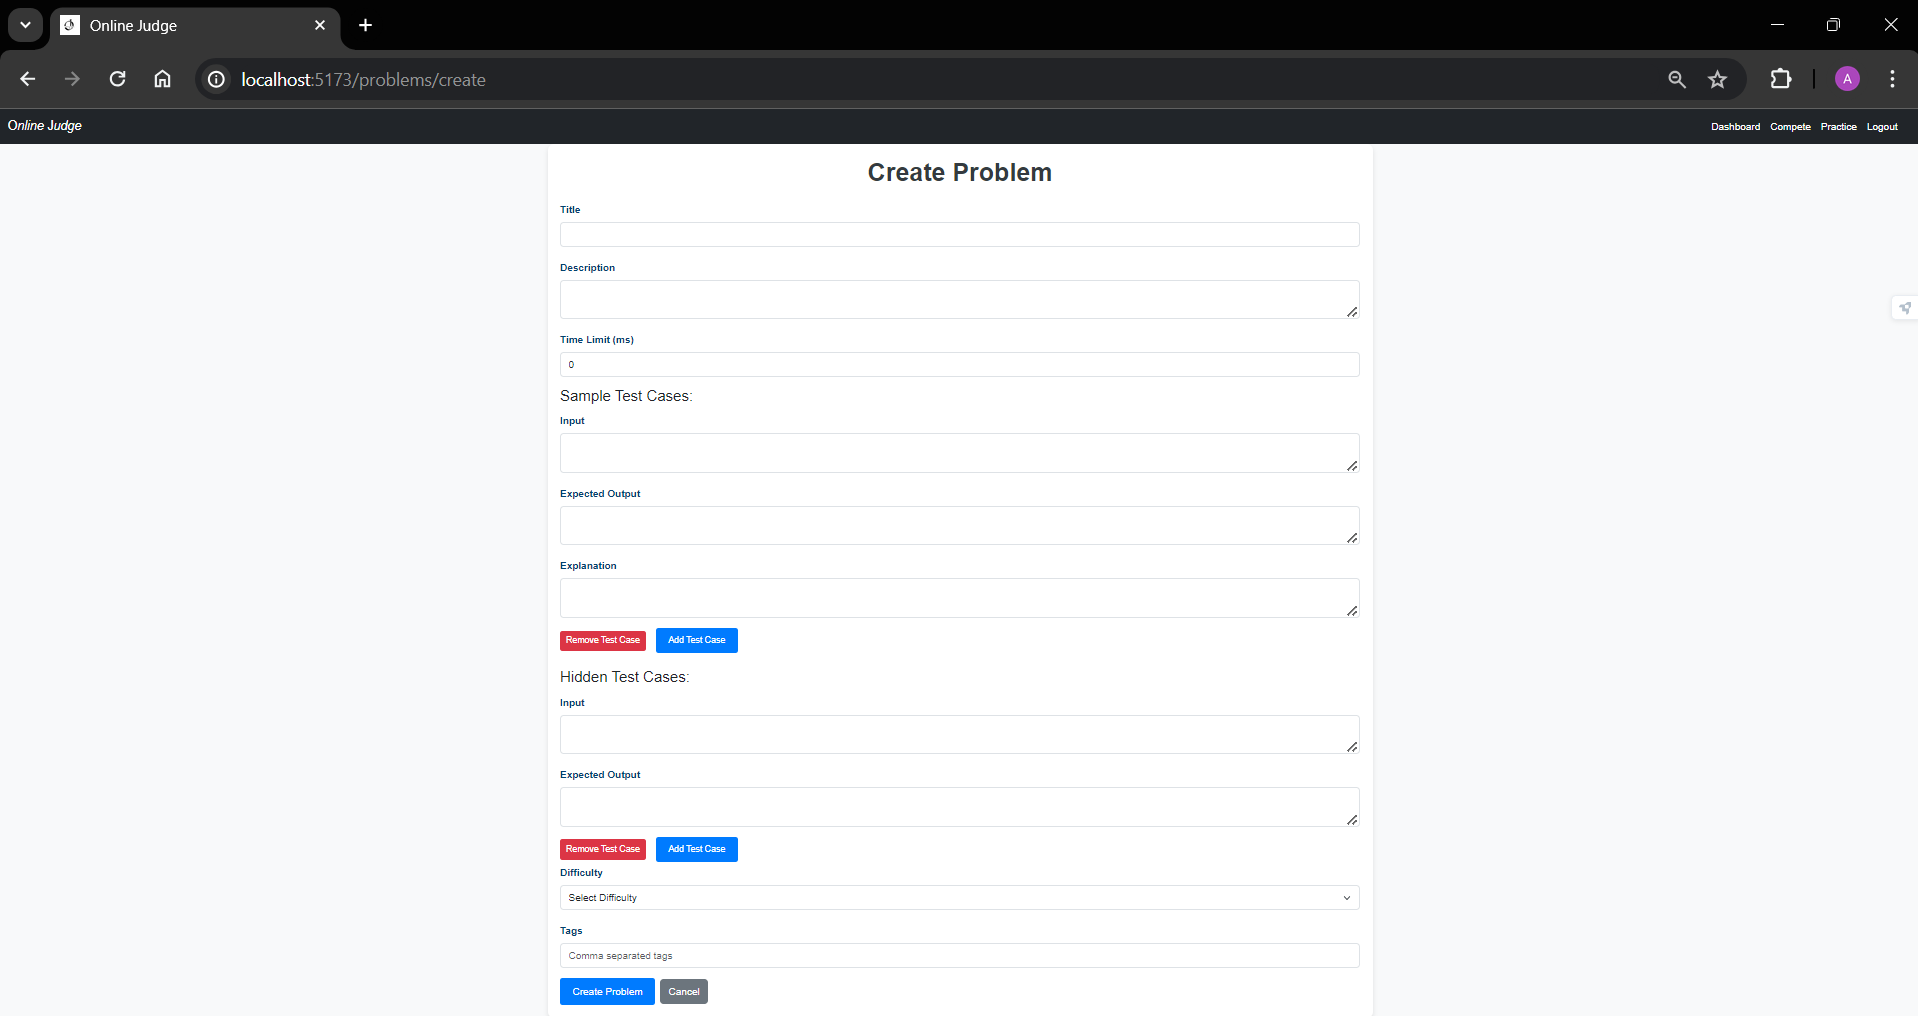 Online Judge
localhost:5173/problems/create
A
Online Judge
Dashboard Compete Practice Logout
Create Problem
Title
Description
Time Limit (ms)
0
Sample Test Cases:
Input
Expected Output
Explanation
Remove Test Case Add Test Case
Hidden Test Cases:
Input
Expected Output
Remove Test Case Add Test Case
Difficulty
Select Difficulty
Tags
Comma separated tags
Create Problem Cancel